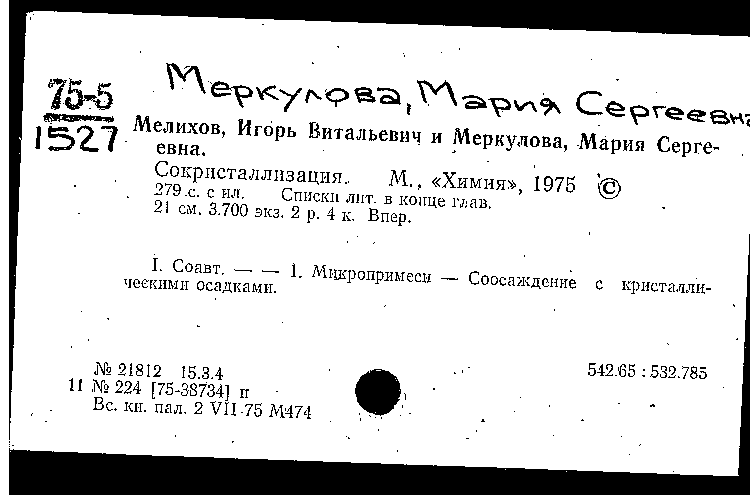 Меркулова, Мария Сергеевна
75-5
1527
Мелихов, Игорь Витальевич и Меркулова, Мария Серге-
евна.
Сокристаллизация. М., «Химия», 1975 ©
279 с. с ил. Списки лит. в конце глав.
21 см. 3.700 экз. 2 р. 4 к. Впер.
I. Соавт. — — 1. Микропримеси — Соосаждение с кристалли-
ческими осадками.
№ 21812 15.3.4
542.65 : 532.785
11 № 224 [75-38734] п
Вс. кн. пал. 2 VII-75 М474